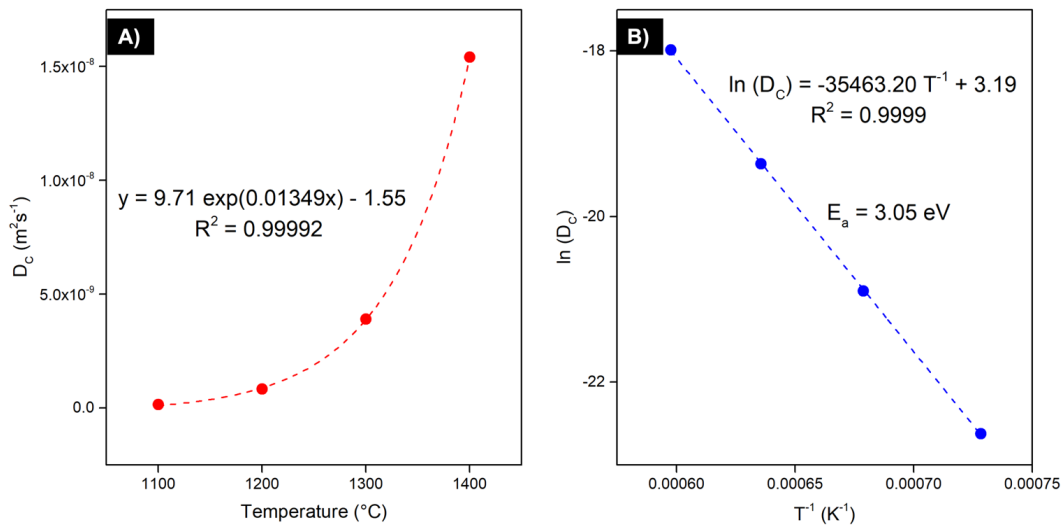 A)
1.5x10⁻⁸
1.0x10⁻⁸
5.0x10⁻⁹
0.0
D_C (m²s⁻¹)
y = 9.71 exp(0.01349x) - 1.55
R² = 0.99992
1100 1200 1300 1400
Temperature (°C)
B)
-18
-20
-22
ln (D_C)
ln (D_C) = -35463.20 T⁻¹ + 3.19
R² = 0.9999
E_a = 3.05 eV
0.00060 0.00065 0.00070 0.00075
T⁻¹ (K⁻¹)